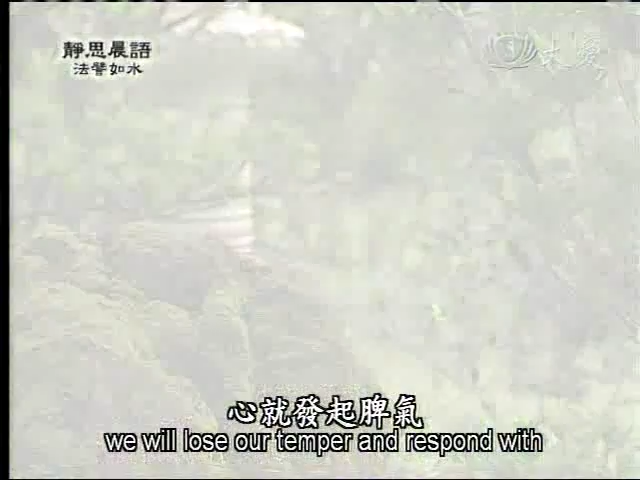 靜思晨語
法譬如水
大愛
心就發起脾氣
we will lose our temper and respond with